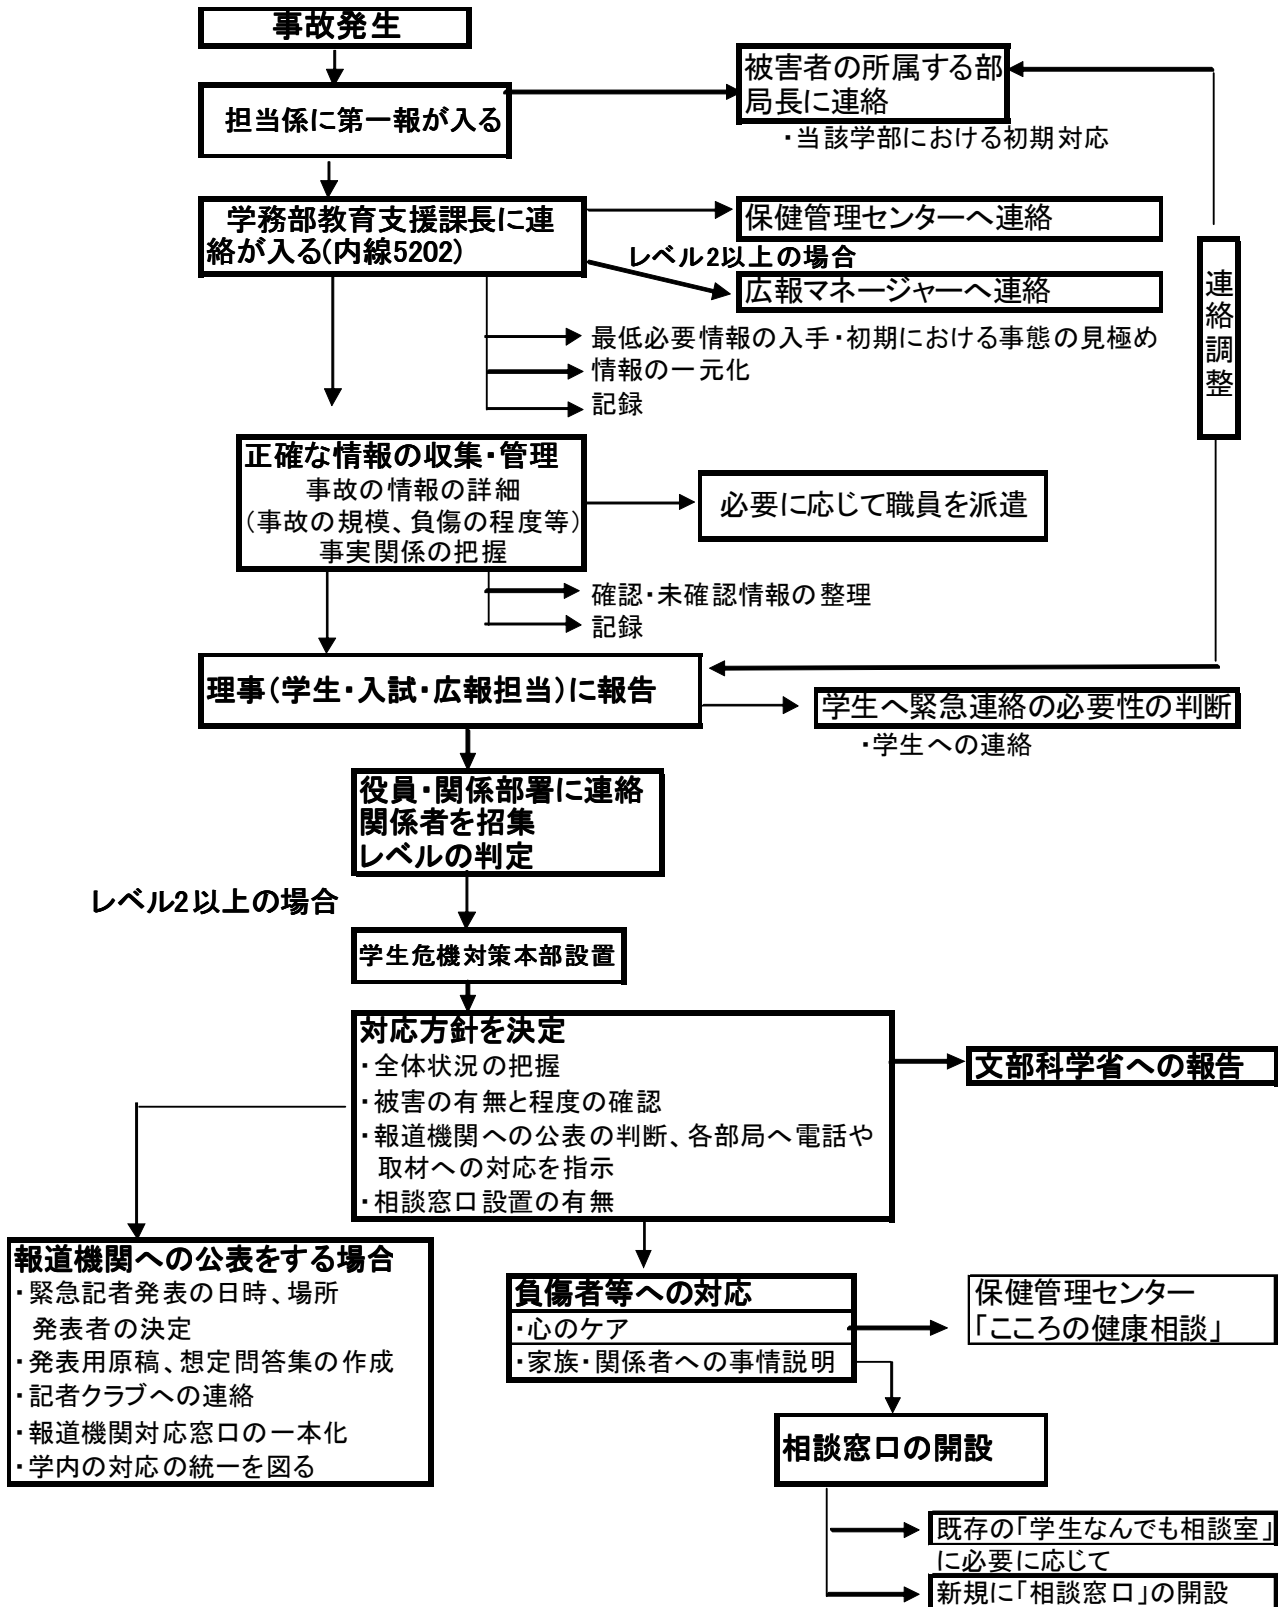 事故発生
担当係に第一報が入る
被害者の所属する部
局長に連絡
・当該学部における初期対応
学務部教育支援課長に連
絡が入る(内線5202)
保健管理センターへ連絡
レベル2以上の場合
広報マネージャーへ連絡
連絡調整
最低必要情報の入手・初期における事態の見極め
情報の一元化
記録
正確な情報の収集・管理
事故の情報の詳細
(事故の規模、負傷の程度等)
事実関係の把握
必要に応じて職員を派遣
確認・未確認情報の整理
記録
理事(学生・入試・広報担当)に報告
学生へ緊急連絡の必要性の判断
・学生への連絡
役員・関係部署に連絡
関係者を招集
レベルの判定
レベル2以上の場合
学生危機対策本部設置
対応方針を決定
・全体状況の把握
・被害の有無と程度の確認
・報道機関への公表の判断、各部局へ電話や
取材への対応を指示
・相談窓口設置の有無
文部科学省への報告
報道機関への公表をする場合
・緊急記者発表の日時、場所
発表者の決定
・発表用原稿、想定問答集の作成
・記者クラブへの連絡
・報道機関対応窓口の一本化
・学内の対応の統一を図る
負傷者等への対応
・心のケア
・家族・関係者への事情説明
保健管理センター
「こころの健康相談」
相談窓口の開設
既存の「学生なんでも相談室」
に必要に応じて
新規に「相談窓口」の開設